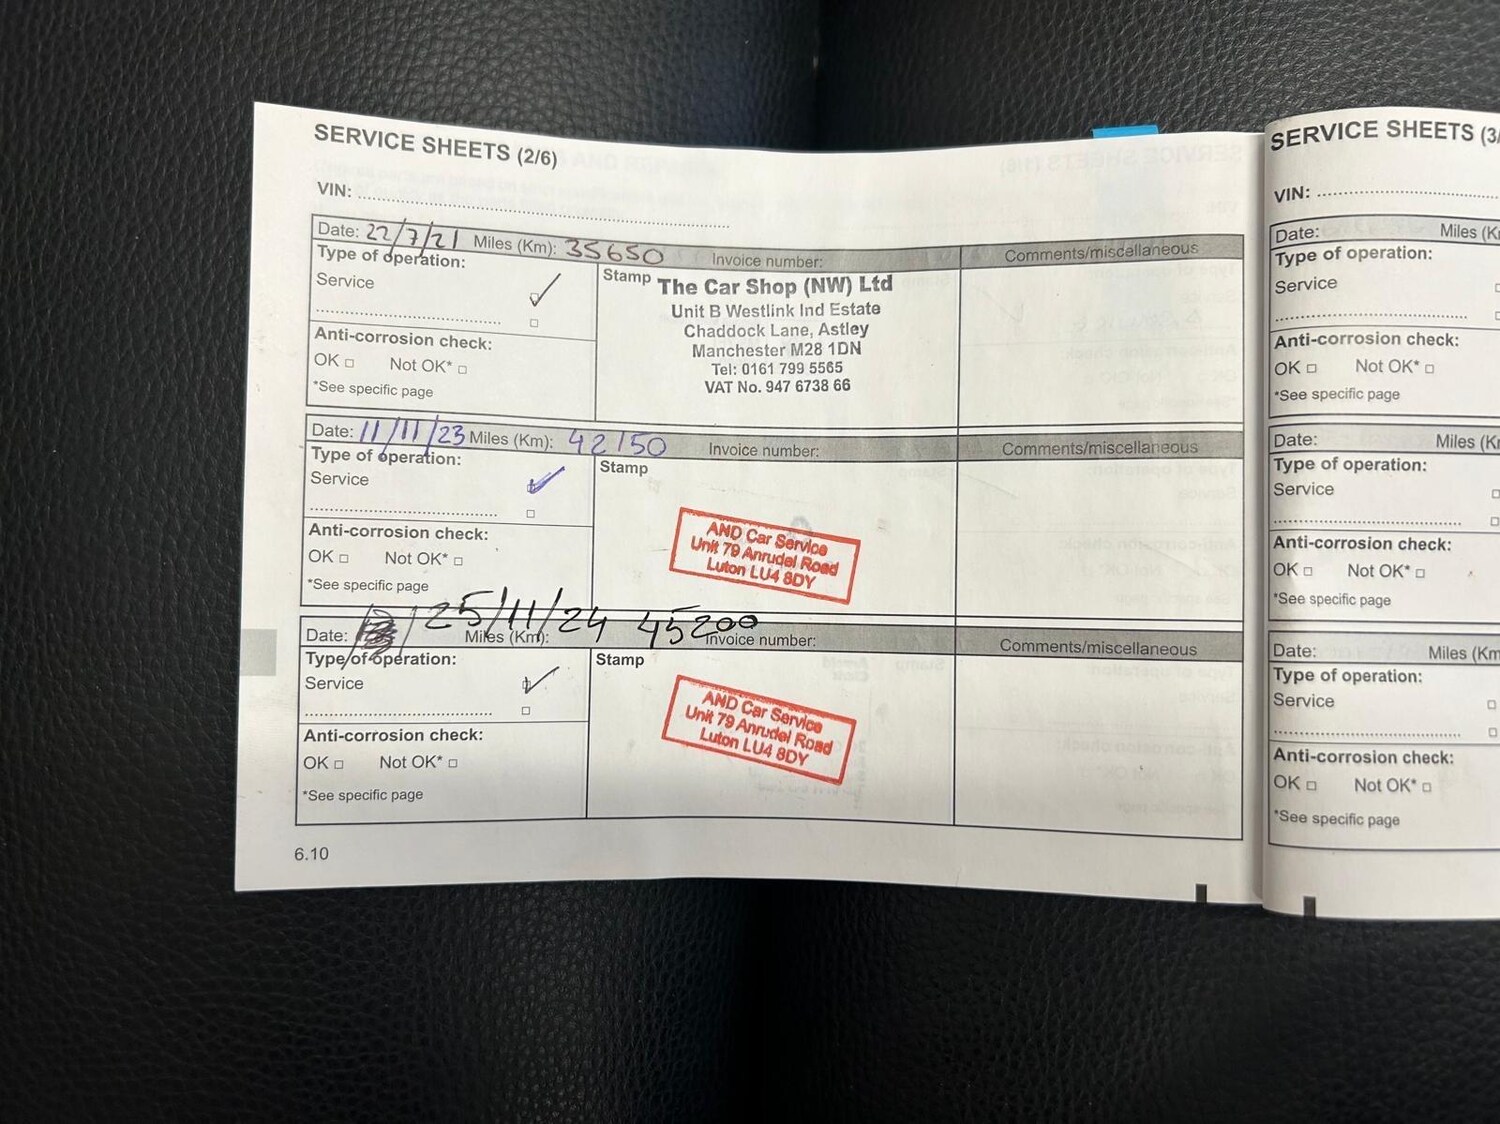 SERVICE SHEETS (2/6)
VIN:
Date: 22/7/21 Miles (Km): 35650 Invoice number: Comments/miscellaneous
Type of operation:
Service
Stamp
The Car Shop (NW) Ltd
Unit B Westlink Ind Estate
Chaddock Lane, Astley
Manchester M28 1DN
Tel: 0161 799 5565
VAT No. 947 6738 66
Anti-corrosion check:
OK Not OK*
*See specific page
Date: 11/11/23 Miles (Km): 42150 Invoice number: Comments/miscellaneous
Type of operation:
Service
Stamp
AND Car Service
Unit 79 Anrudel Road
Luton LU4 8DY
Anti-corrosion check:
OK Not OK*
*See specific page
Date: 25/11/24 Miles (Km): 45200 Invoice number: Comments/miscellaneous
Type of operation:
Service
Stamp
AND Car Service
Unit 79 Anrudel Road
Luton LU4 8DY
Anti-corrosion check:
OK Not OK*
*See specific page
6.10
SERVICE SHEETS (3/
VIN:
Date: Miles (K
Type of operation:
Service
Anti-corrosion check:
OK Not OK*
*See specific page
Date: Miles (K
Type of operation:
Service
Anti-corrosion check:
OK Not OK*
*See specific page
Date: Miles (Km
Type of operation:
Service
Anti-corrosion check:
OK Not OK*
*See specific page